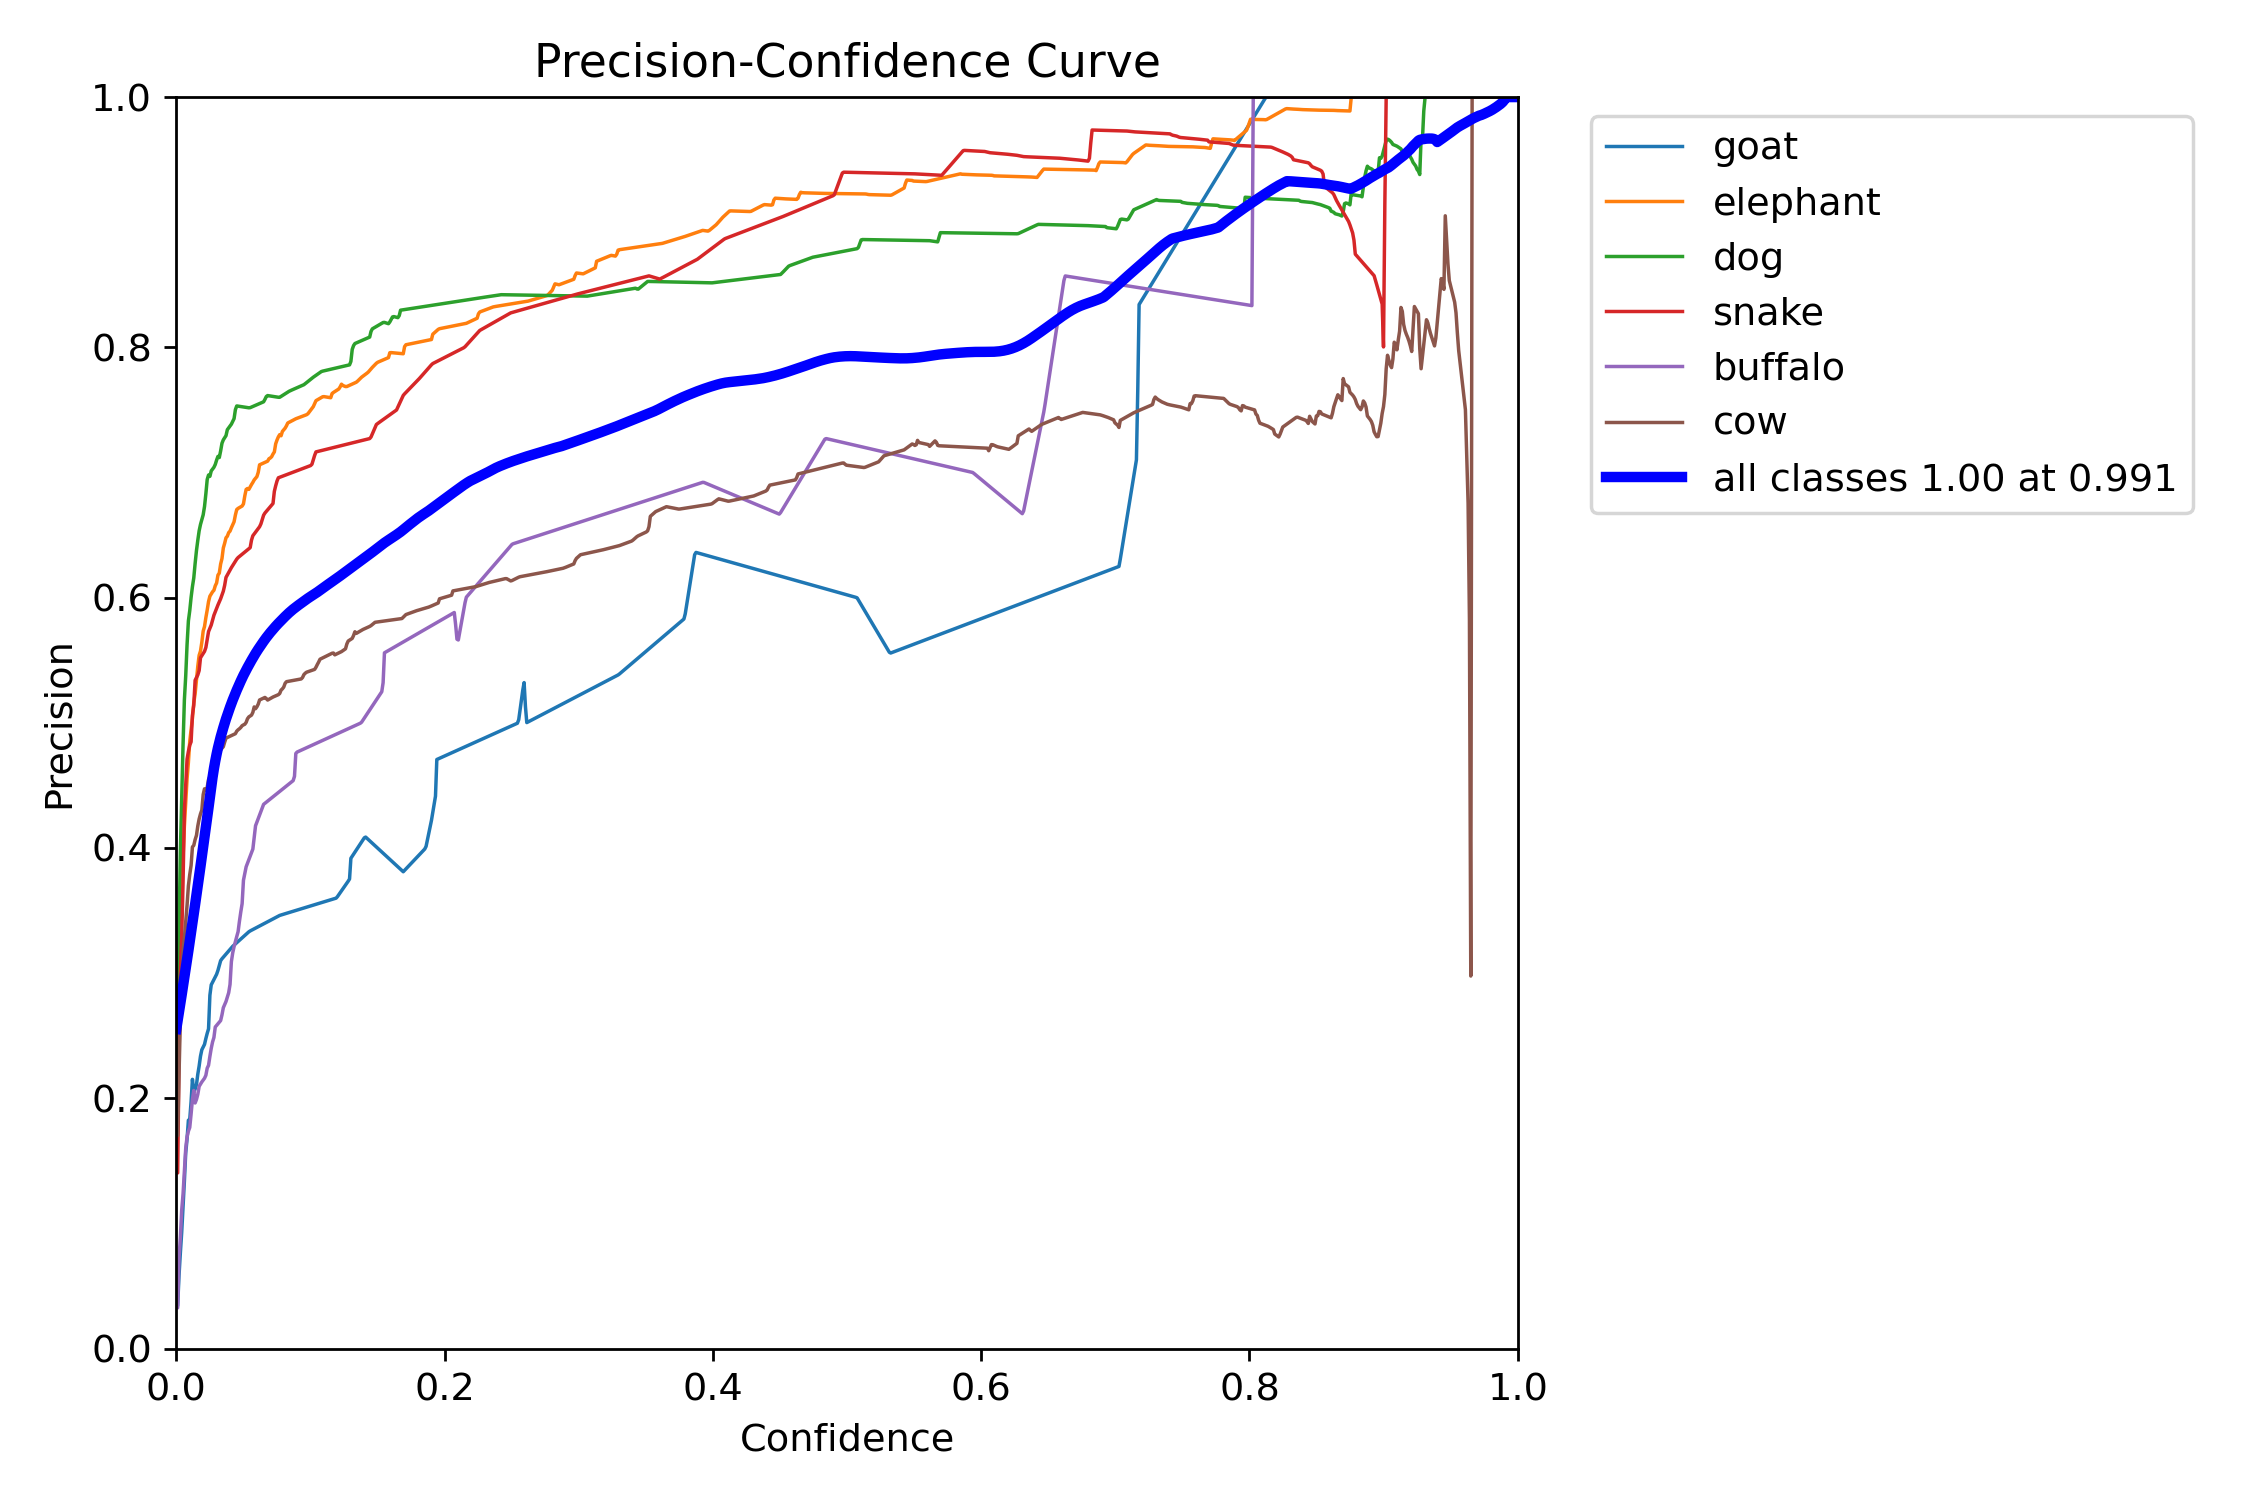 Precision-Confidence Curve
1.0
0.8
0.6
0.4
0.2
0.0
Precision
0.0 0.2 0.4 0.6 0.8 1.0
Confidence
goat
elephant
dog
snake
buffalo
cow
all classes 1.00 at 0.991